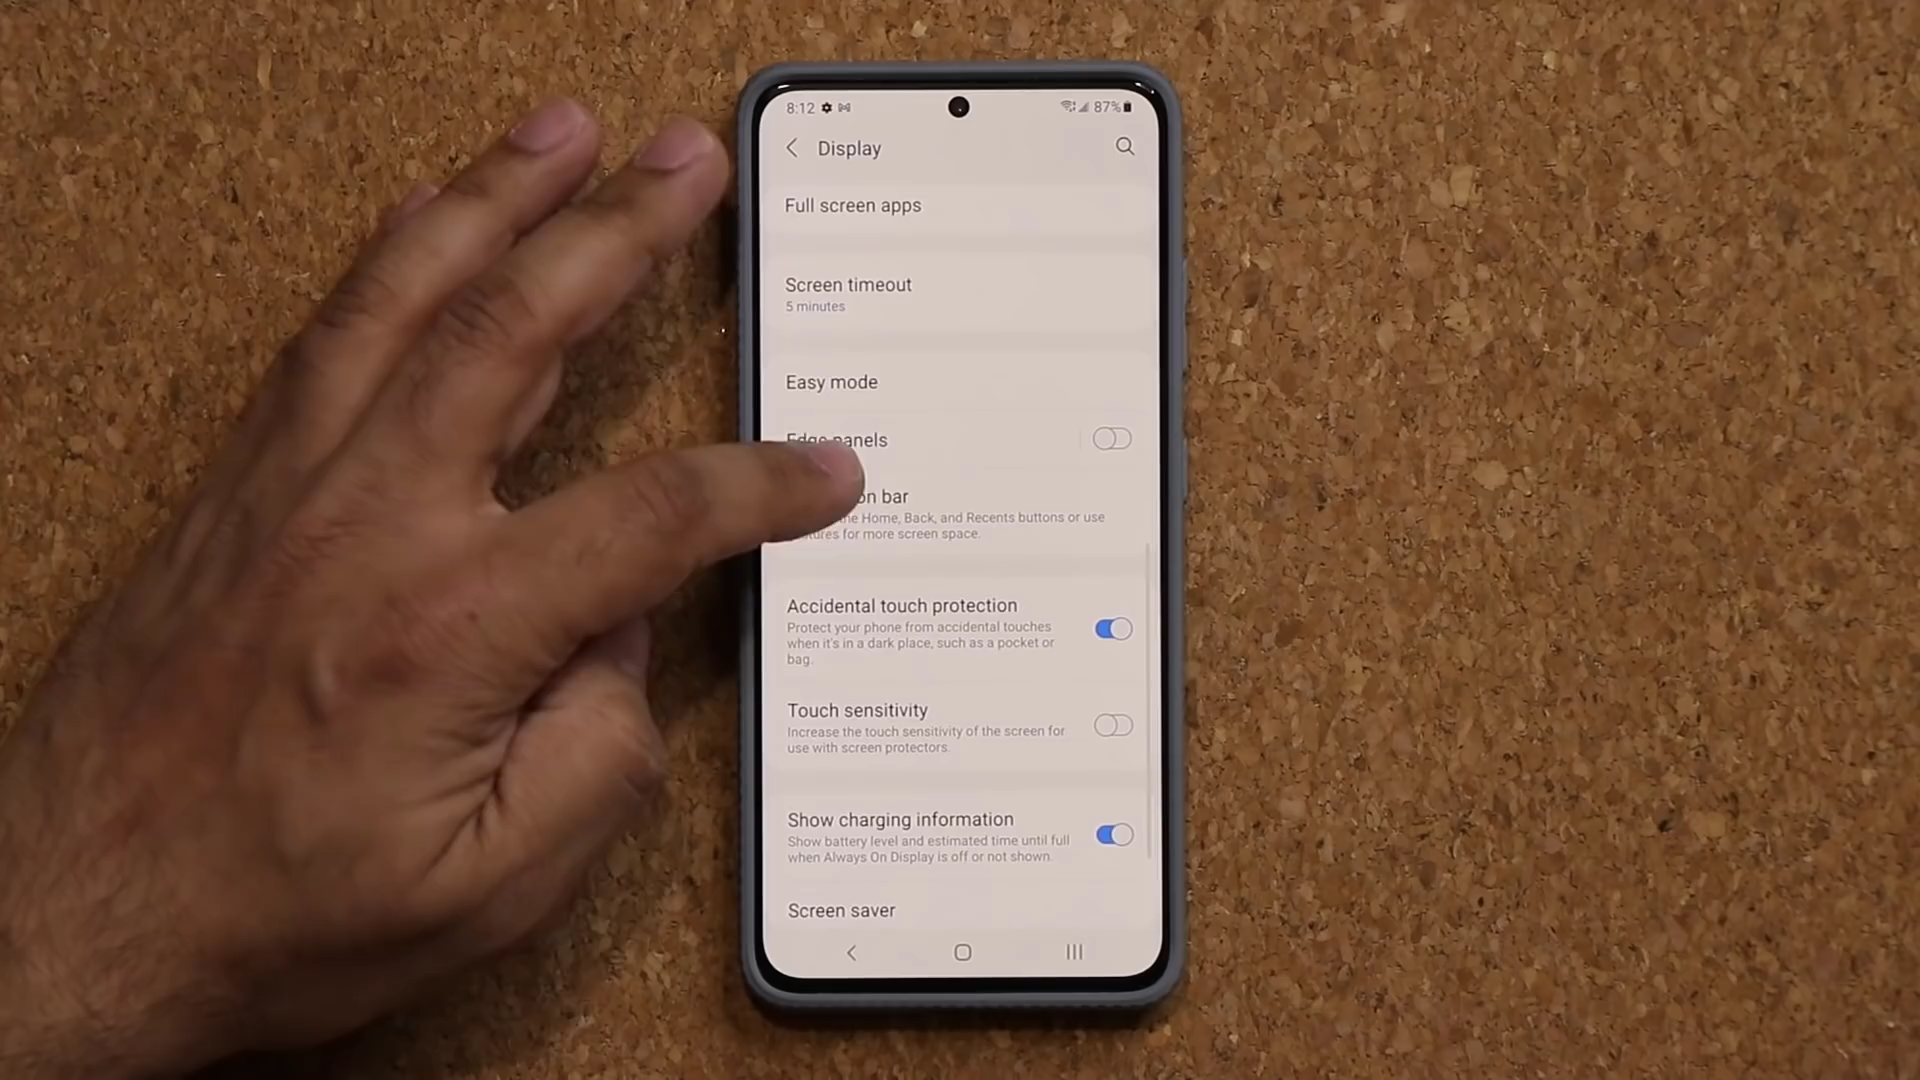 8:12 87%
Display
Full screen apps
Screen timeout
5 minutes
Easy mode
Edge panels
bar
Home, Back, and Recents buttons or use
for more screen space.
Accidental touch protection
Protect your phone from accidental touches
when it's in a dark place, such as a pocket or
bag.
Touch sensitivity
Increase the touch sensitivity of the screen for
use with screen protectors.
Show charging information
Show battery level and estimated time until full
when Always On Display is off or not shown.
Screen saver